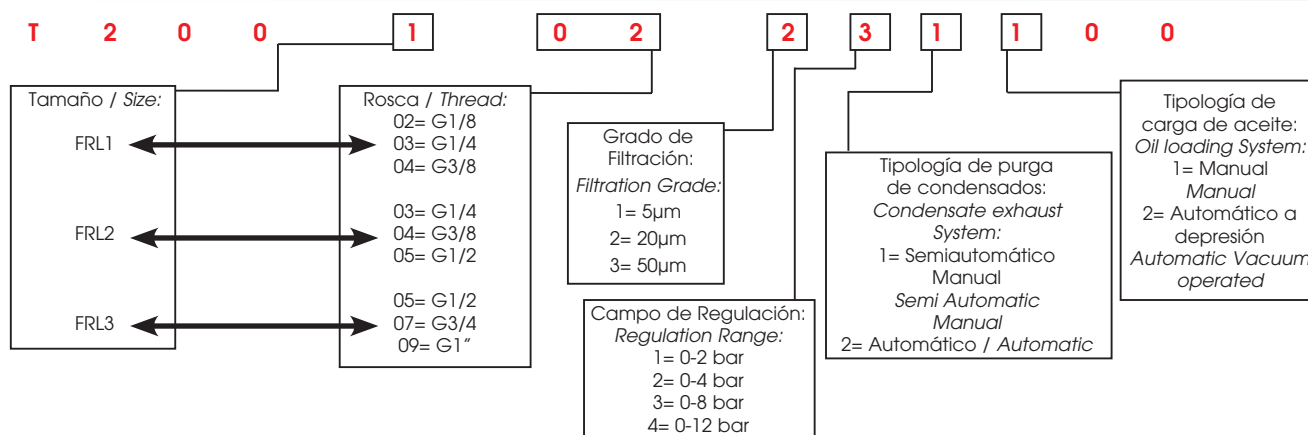 T 2 0 0 1 0 2 2 3 1 1 0 0
Tamaño / Size:
FRL1
FRL2
FRL3
Rosca / Thread:
02= G1/8
03= G1/4
04= G3/8
03= G1/4
04= G3/8
05= G1/2
05= G1/2
07= G3/4
09= G1”
Grado de
Filtración:
Filtration Grade:
1= 5µm
2= 20µm
3= 50µm
Campo de Regulación:
Regulation Range:
1= 0-2 bar
2= 0-4 bar
3= 0-8 bar
4= 0-12 bar
Tipología de purga
de condensados:
Condensate exhaust
System:
1= Semiautomático
Manual
Semi Automatic
Manual
2= Automático / Automatic
Tipología de
carga de aceite:
Oil loading System:
1= Manual
Manual
2= Automático a
depresión
Automatic Vacuum
operated